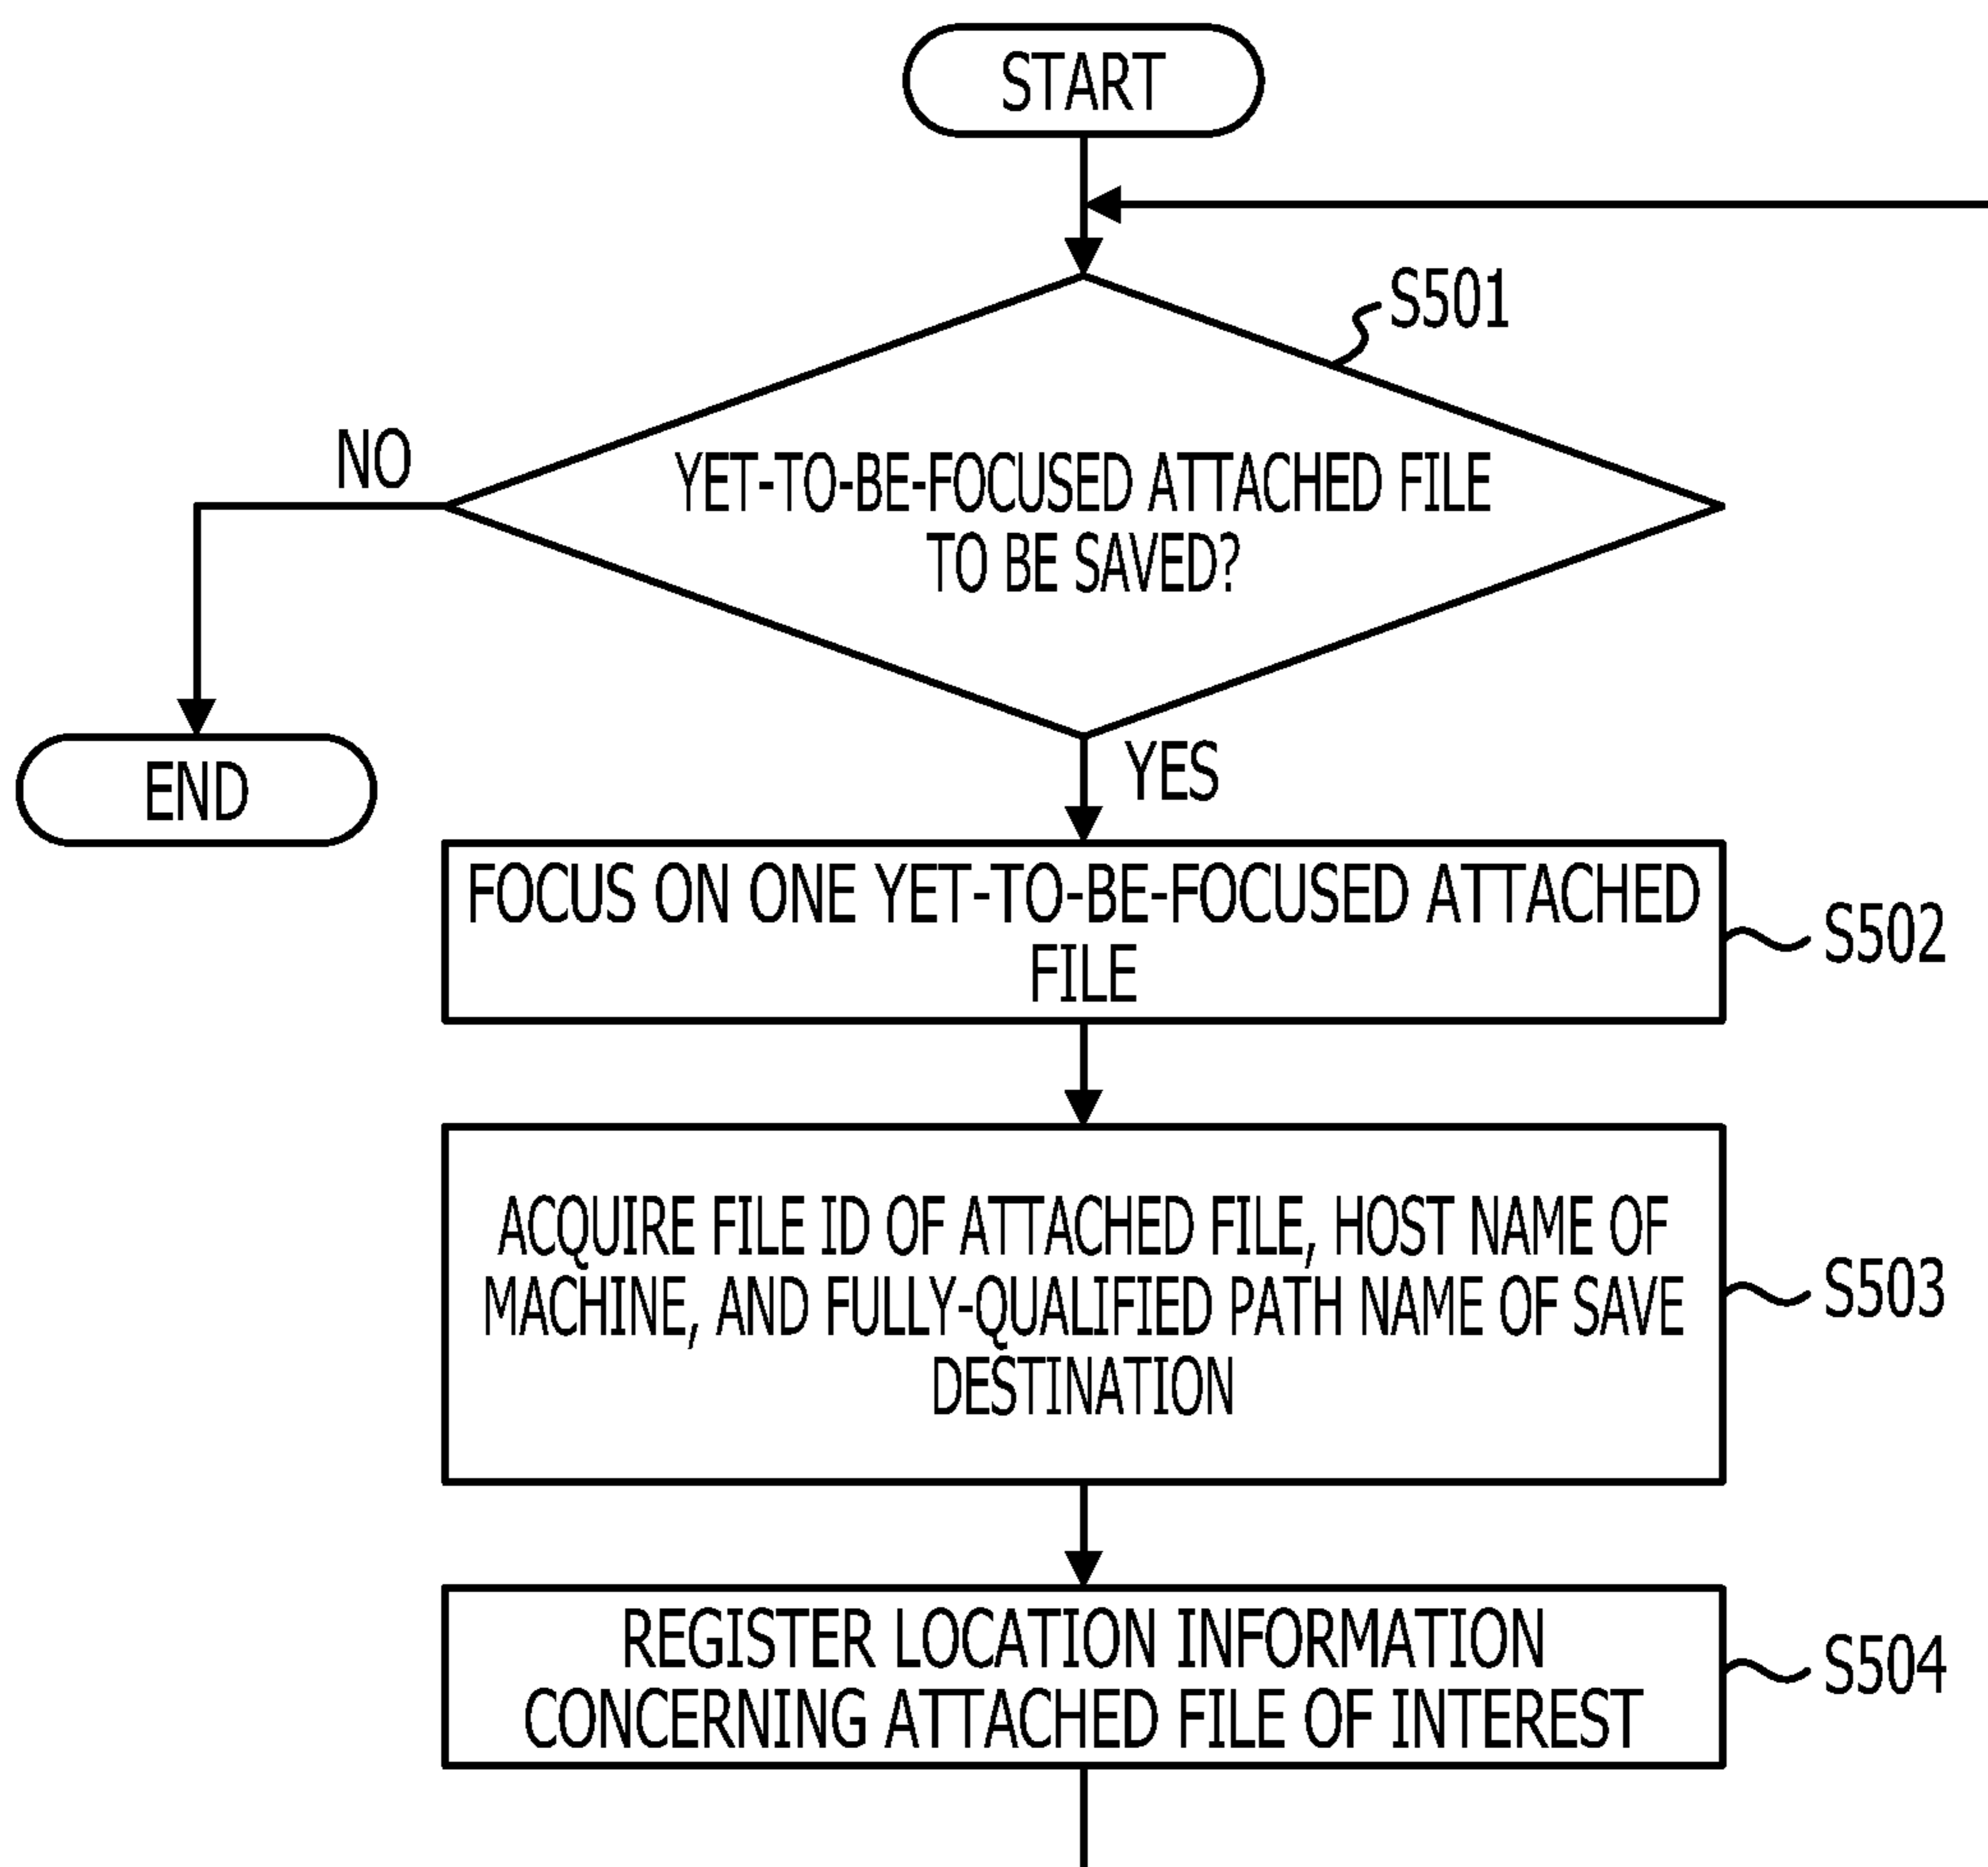 START
S501
NO
YET-TO-BE-FOCUSED ATTACHED FILE
TO BE SAVED?
END
YES
FOCUS ON ONE YET-TO-BE-FOCUSED ATTACHED
FILE
S502
ACQUIRE FILE ID OF ATTACHED FILE, HOST NAME OF
MACHINE, AND FULLY-QUALIFIED PATH NAME OF SAVE
DESTINATION
S503
REGISTER LOCATION INFORMATION
CONCERNING ATTACHED FILE OF INTEREST
S504